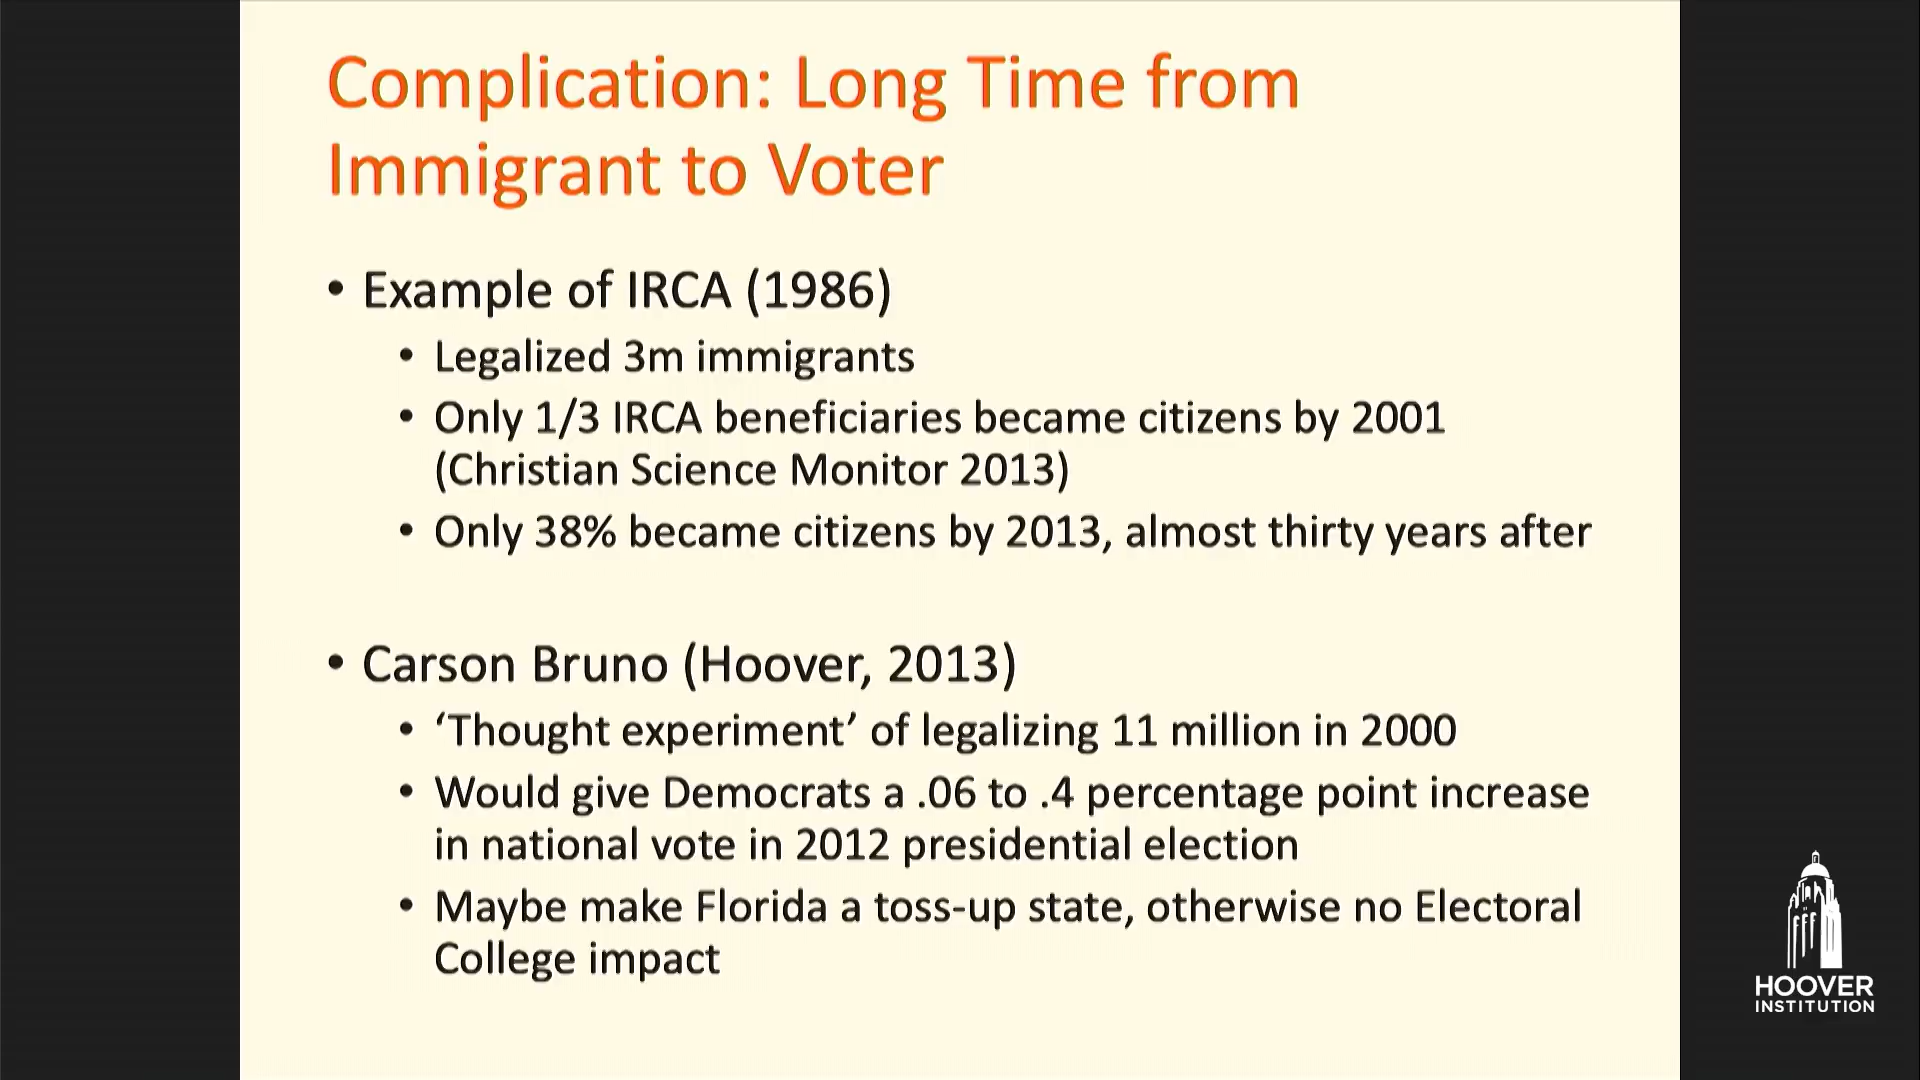 Complication: Long Time from
Immigrant to Voter
• Example of IRCA (1986)
• Legalized 3m immigrants
• Only 1/3 IRCA beneficiaries became citizens by 2001
(Christian Science Monitor 2013)
• Only 38% became citizens by 2013, almost thirty years after
• Carson Bruno (Hoover, 2013)
• ‘Thought experiment’ of legalizing 11 million in 2000
• Would give Democrats a .06 to .4 percentage point increase
in national vote in 2012 presidential election
• Maybe make Florida a toss-up state, otherwise no Electoral
College impact
HOOVER
INSTITUTION